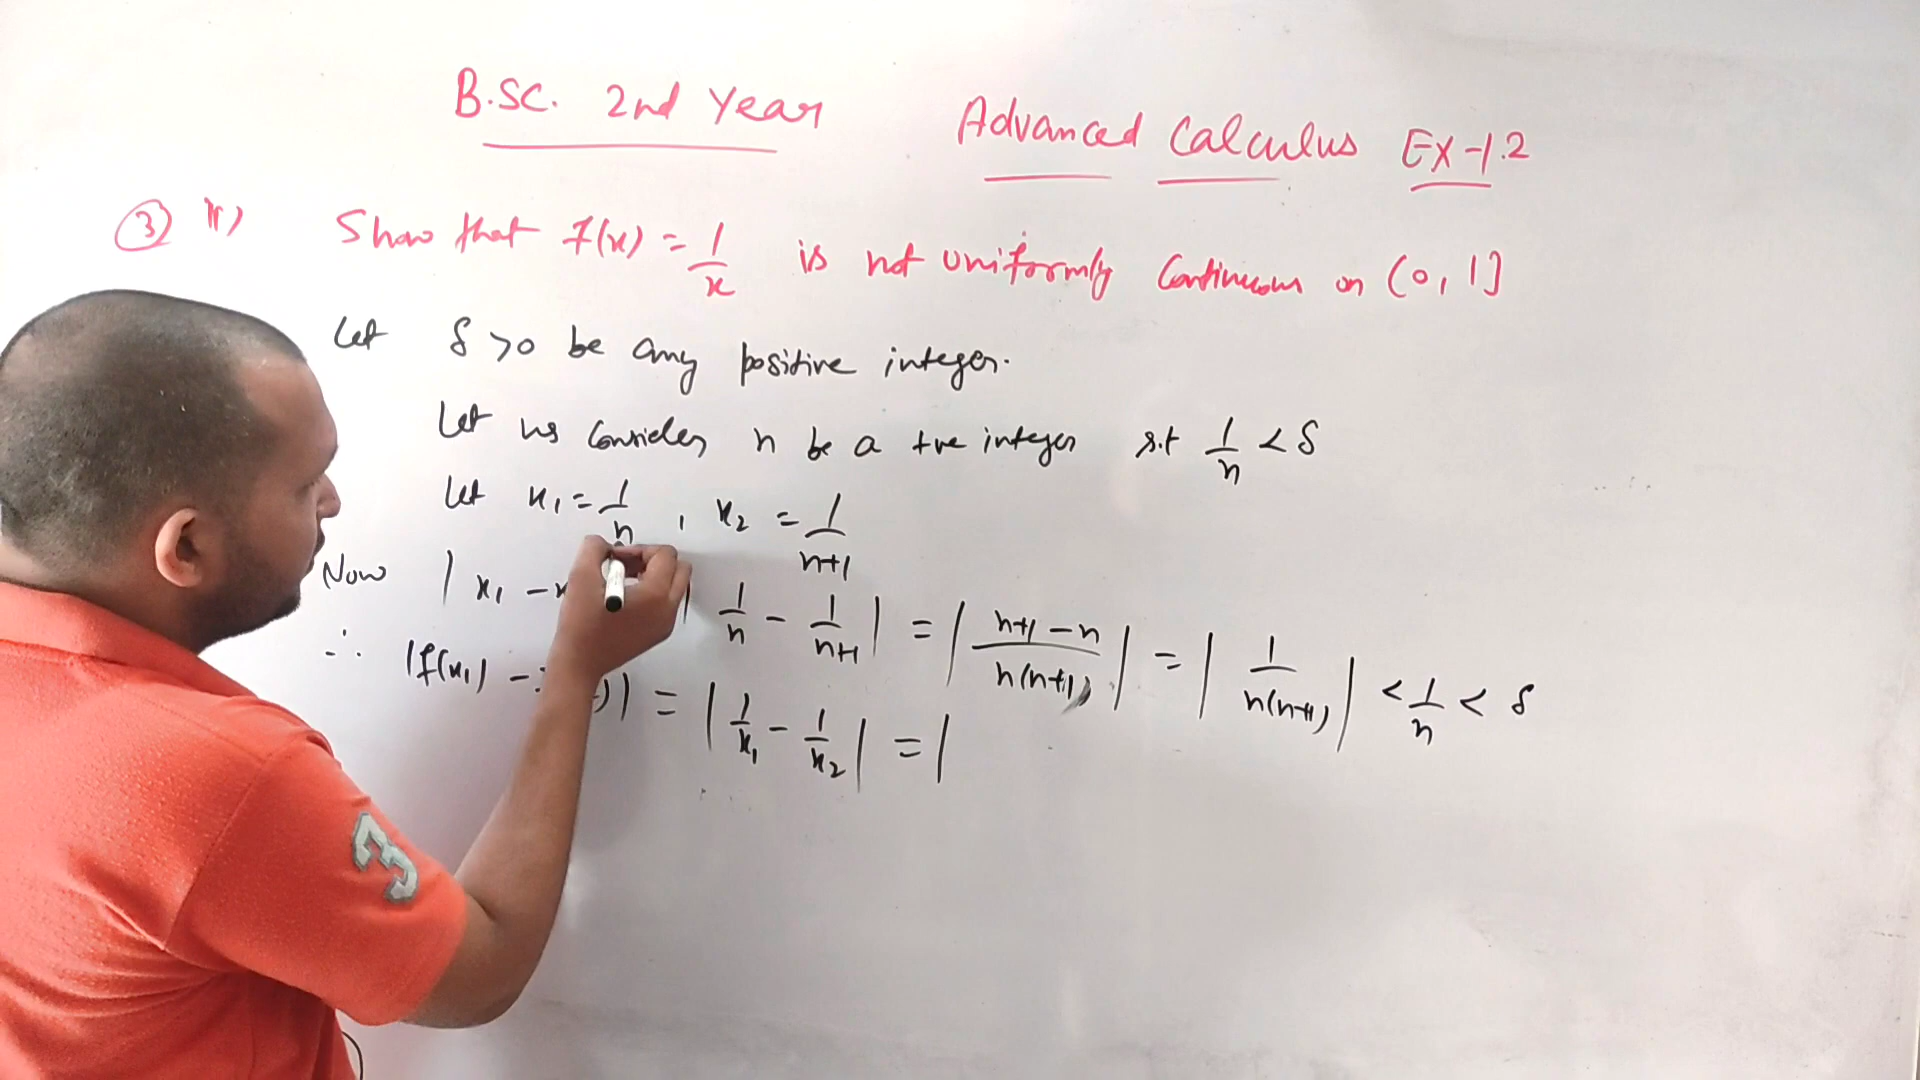 B.SC. 2nd Year Advanced Calculus EX-1.2
③ ii) Show that f(x) = 1/x is not uniformly Continuous on (0, 1]
Let δ >0 be any positive integer.
Let us consider n be a +ve integer s.t 1/n < δ
Let x₁ = 1/n , x₂ = 1/n+1
Now | x₁ - x | 1/n - 1/n+1 | = | n+1-n / n(n+1) | = | 1/n(n+1) | < 1/n < δ
∴ |f(x₁) - )| = | 1/x₁ - 1/x₂ | = |
3